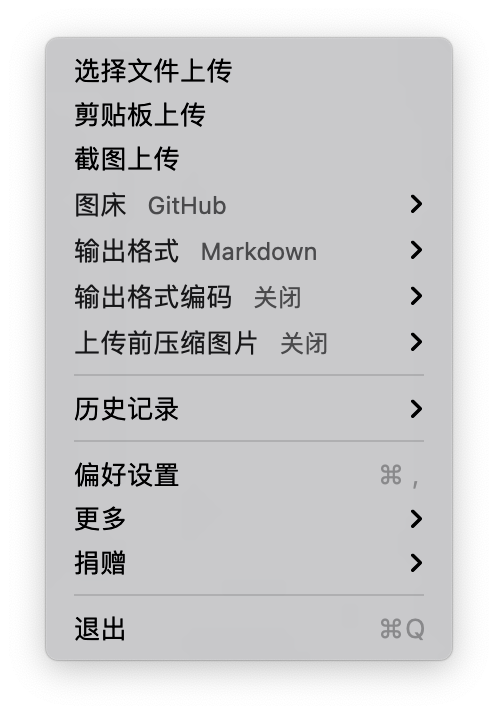 选择文件上传
剪贴板上传
截图上传
图床 GitHub
输出格式 Markdown
输出格式编码 关闭
上传前压缩图片 关闭
历史记录
偏好设置 ⌘ ,
更多
捐赠
退出 ⌘Q